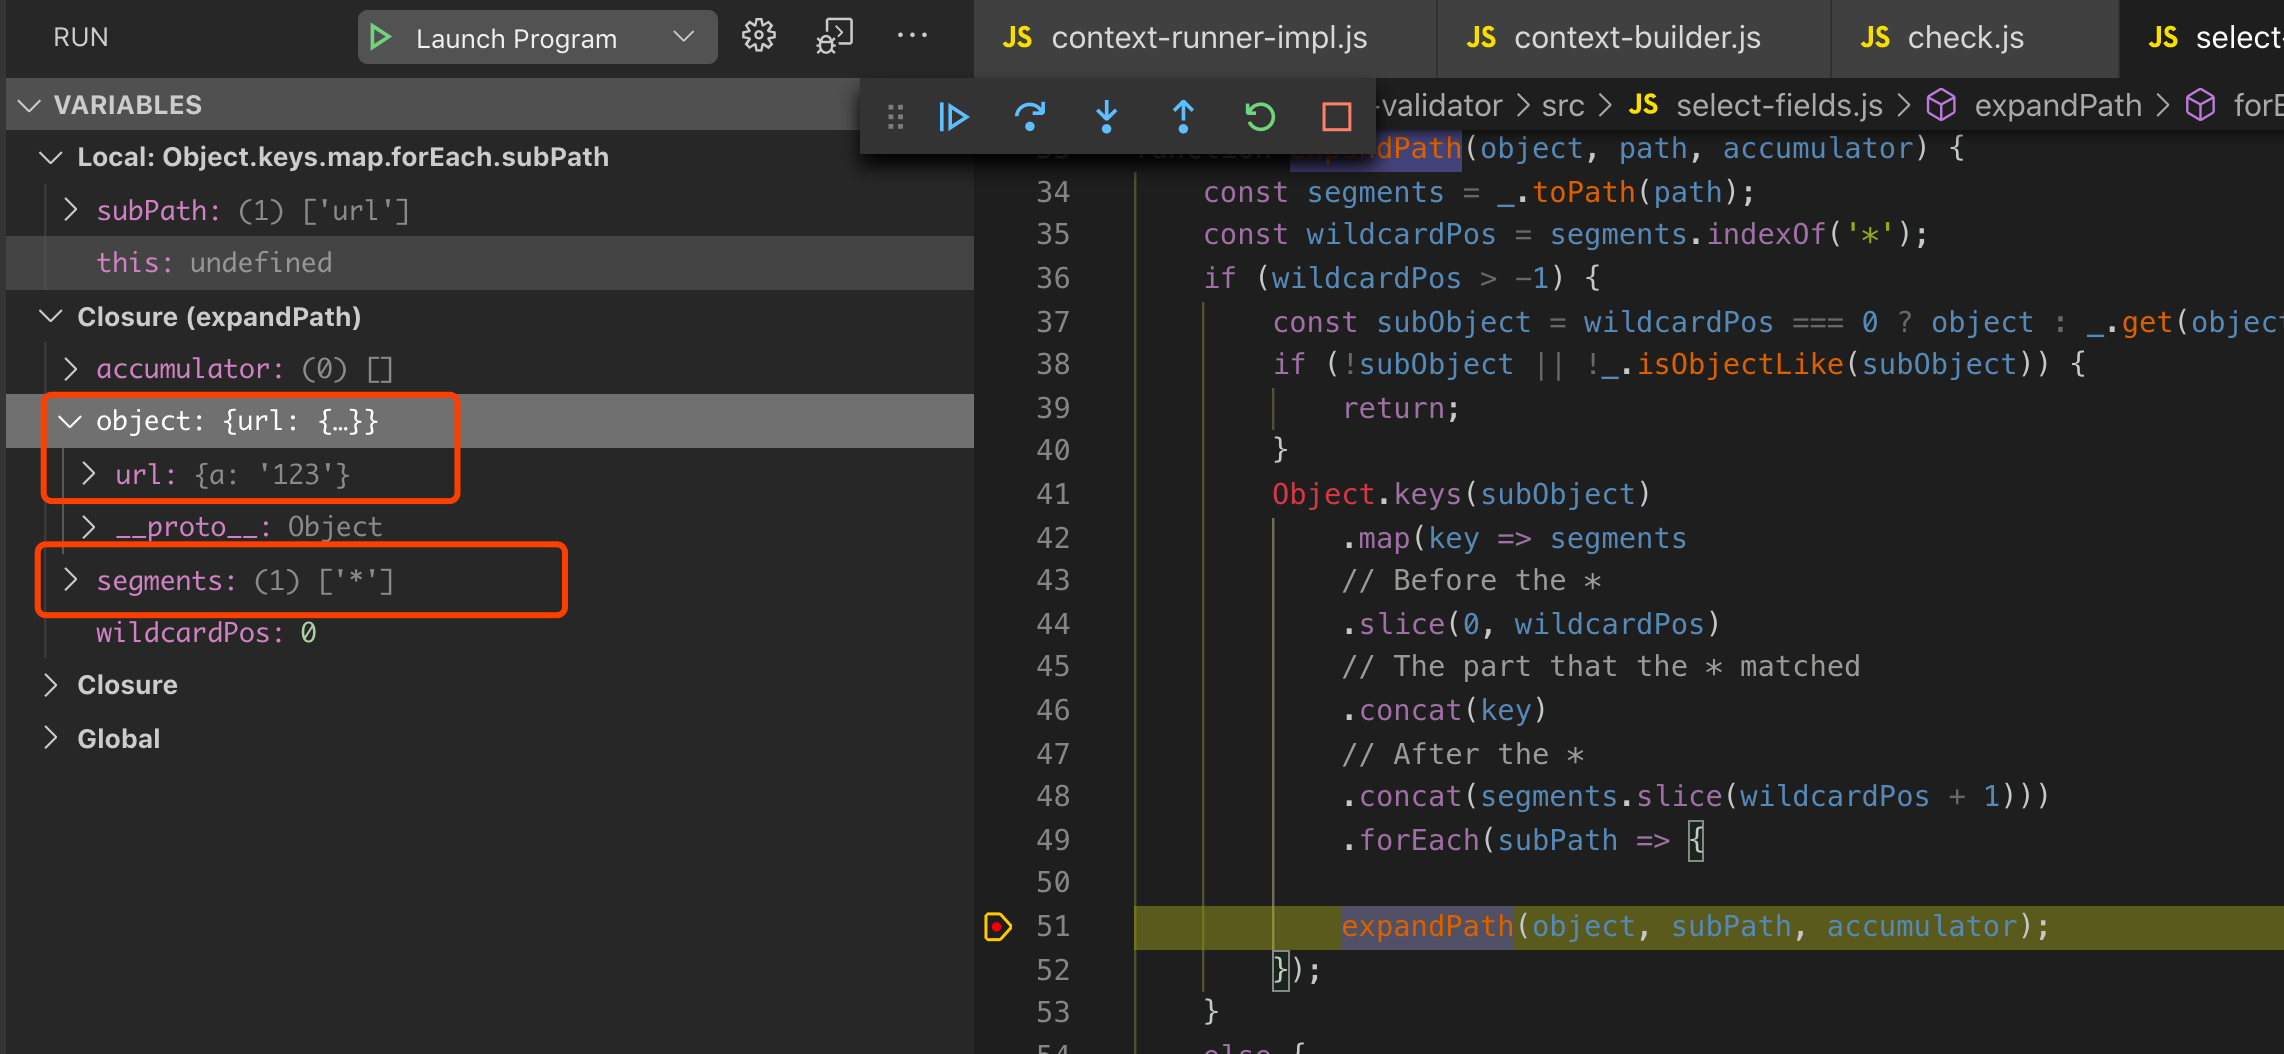 RUN
Launch Program
VARIABLES
Local: Object.keys.map.forEach.subPath
subPath: (1) ['url']
this: undefined
Closure (expandPath)
accumulator: (0) []
object: {url: {…}}
url: {a: '123'}
__proto__: Object
segments: (1) ['*']
wildcardPos: 0
Closure
Global
JS context-runner-impl.js
JS context-builder.js
JS check.js
JS select-
-validator > src > JS select-fields.js > expandPath > forE
(object, path, accumulator) {
34 const segments = _.toPath(path);
35 const wildcardPos = segments.indexOf('*');
36 if (wildcardPos > -1) {
37 const subObject = wildcardPos === 0 ? object : _.get(object
38 if (!subObject || !_.isObjectLike(subObject)) {
39 return;
40 }
41 Object.keys(subObject)
42 .map(key => segments
43 // Before the *
44 .slice(0, wildcardPos)
45 // The part that the * matched
46 .concat(key)
47 // After the *
48 .concat(segments.slice(wildcardPos + 1)))
49 .forEach(subPath => {
50
51 expandPath(object, subPath, accumulator);
52 });
53 }
54 else {